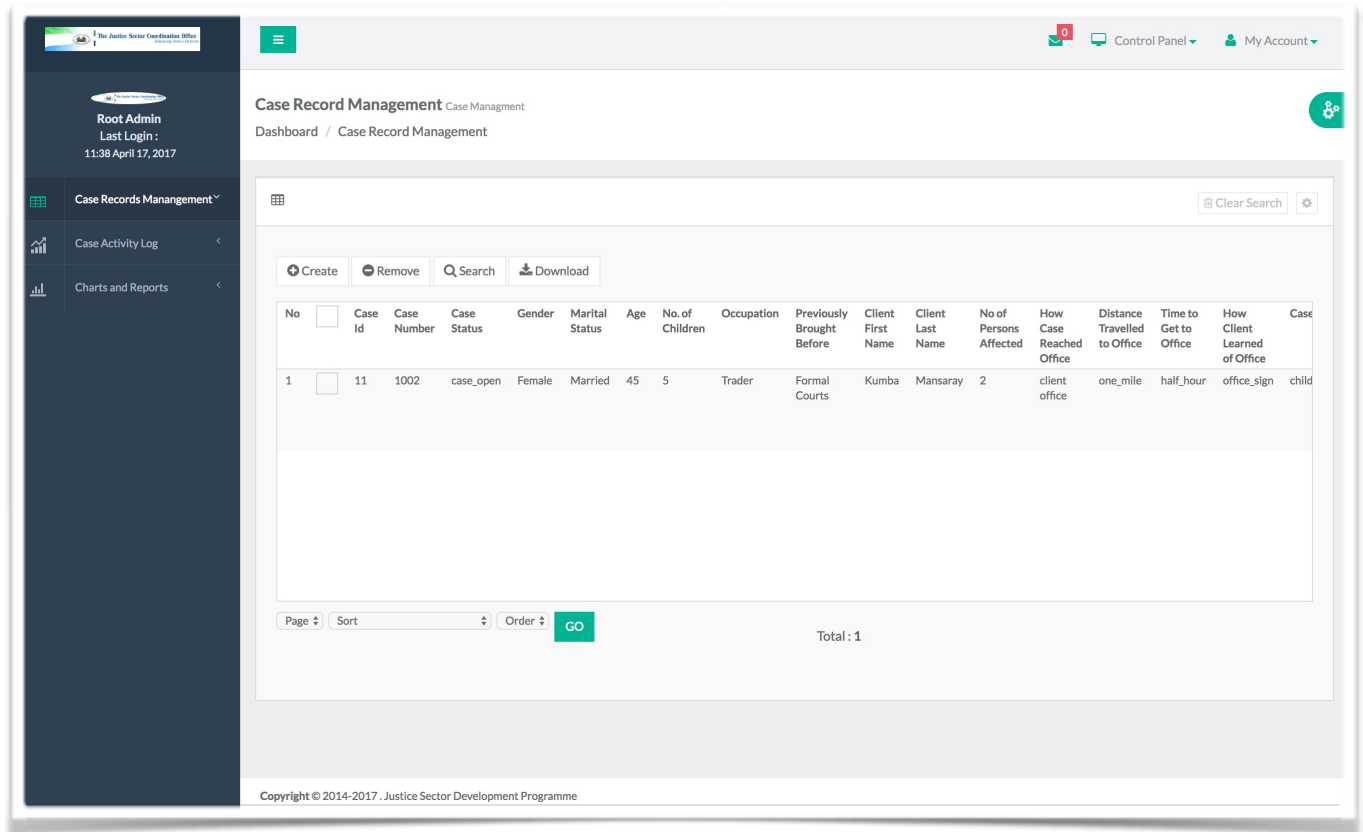 The Justice Sector Coordination Office
0
Control Panel
My Account
Root Admin
Last Login :
11:38 April 17, 2017
Case Records Manangement
Case Activity Log
Charts and Reports
Case Record Management Case Managment
Dashboard / Case Record Management
Clear Search
Create Remove Search Download
No Case Id Case Number Case Status Gender Marital Status Age No. of Children Occupation Previously Brought Before Client First Name Client Last Name No of Persons Affected How Case Reached Office Distance Travelled to Office Time to Get to Office How Client Learned of Office Case
1 11 1002 case_open Female Married 45 5 Trader Formal Courts Kumba Mansaray 2 client office one_mile half_hour office_sign child
Page Sort Order GO
Total : 1
Copyright © 2014-2017 . Justice Sector Development Programme